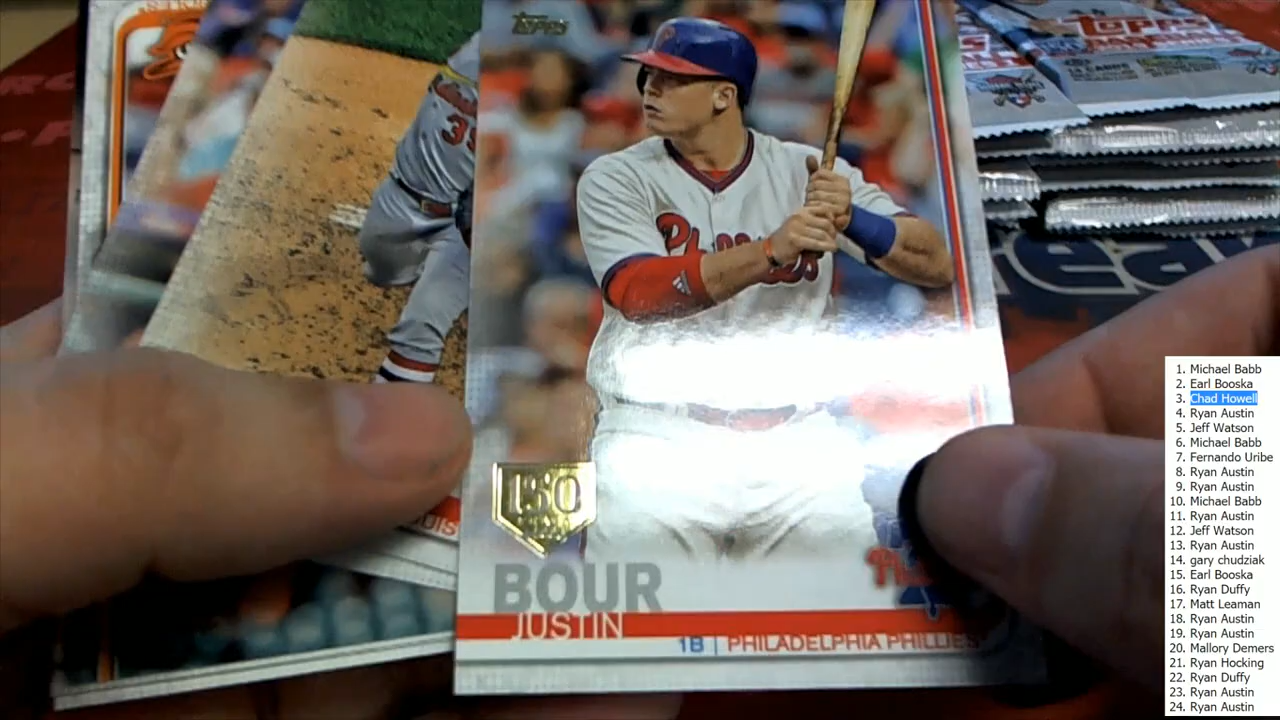 Topps
TOPPS
Phillies
39
150
BOUR
JUSTIN
1B | PHILADELPHIA PHILLIES
1. Michael Babb
2. Earl Booska
3. Chad Howell
4. Ryan Austin
5. Jeff Watson
6. Michael Babb
7. Fernando Uribe
8. Ryan Austin
9. Ryan Austin
10. Michael Babb
11. Ryan Austin
12. Jeff Watson
13. Ryan Austin
14. gary chudziak
15. Earl Booska
16. Ryan Duffy
17. Matt Leaman
18. Ryan Austin
19. Ryan Austin
20. Mallory Demers
21. Ryan Hocking
22. Ryan Duffy
23. Ryan Austin
24. Ryan Austin